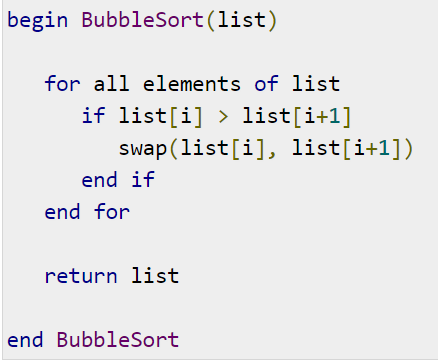 begin BubbleSort(list)
for all elements of list
if list[i] > list[i+1]
swap(list[i], list[i+1])
end if
end for
return list
end BubbleSort